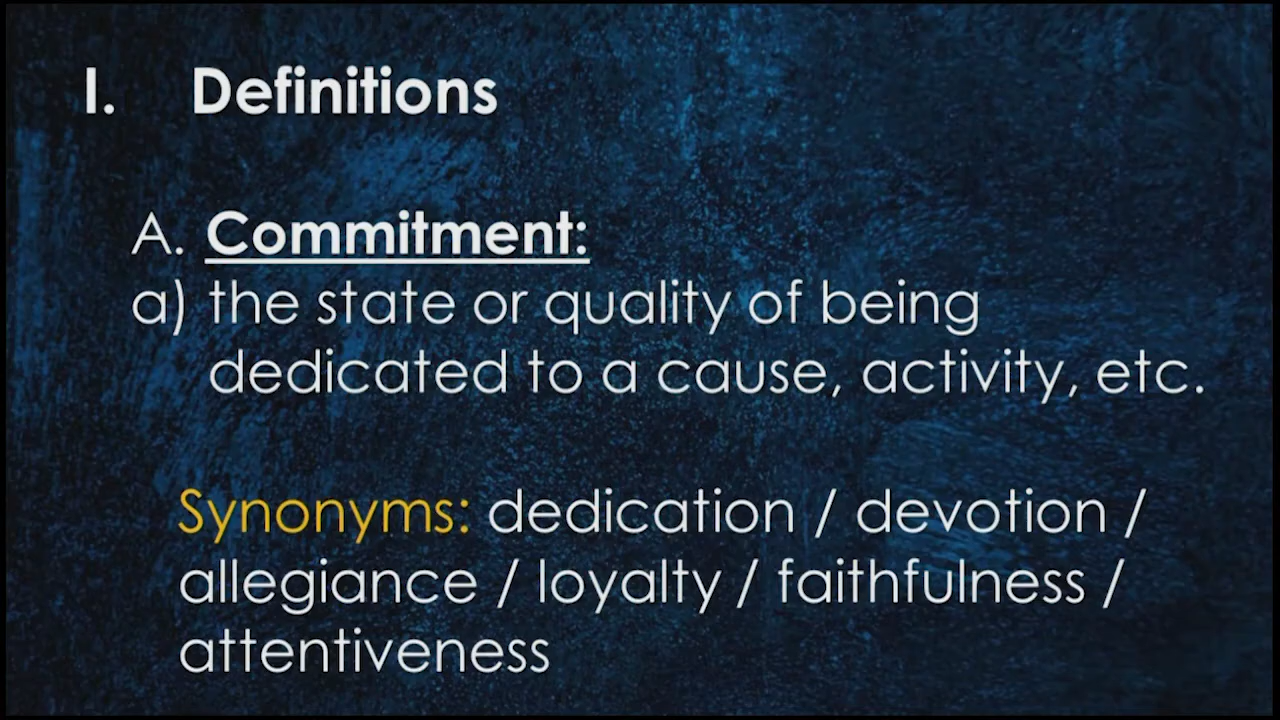 I. Definitions
A. Commitment:
a) the state or quality of being
dedicated to a cause, activity, etc.
Synonyms: dedication / devotion /
allegiance / loyalty / faithfulness /
attentiveness